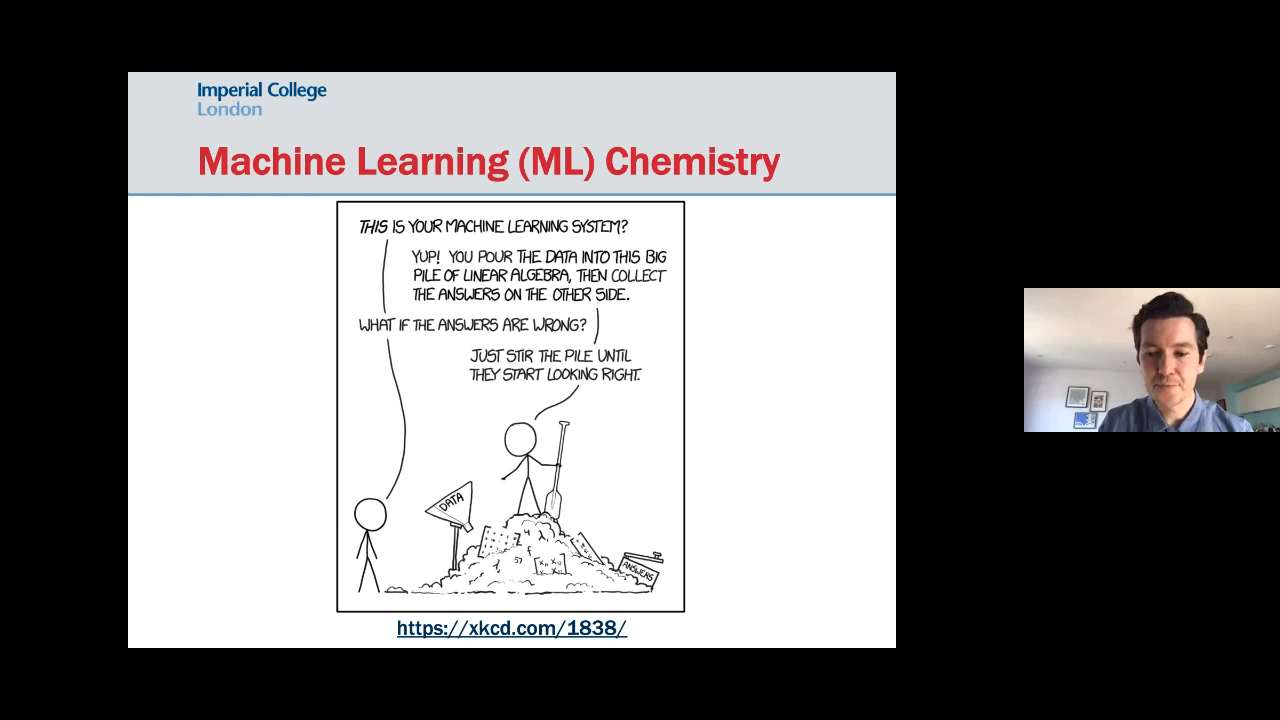 Imperial College
London
Machine Learning (ML) Chemistry
THIS IS YOUR MACHINE LEARNING SYSTEM?
YUP! YOU POUR THE DATA INTO THIS BIG
PILE OF LINEAR ALGEBRA, THEN COLLECT
THE ANSWERS ON THE OTHER SIDE.
WHAT IF THE ANSWERS ARE WRONG?
JUST STIR THE PILE UNTIL
THEY START LOOKING RIGHT.
DATA
ANSWERS
https://xkcd.com/1838/